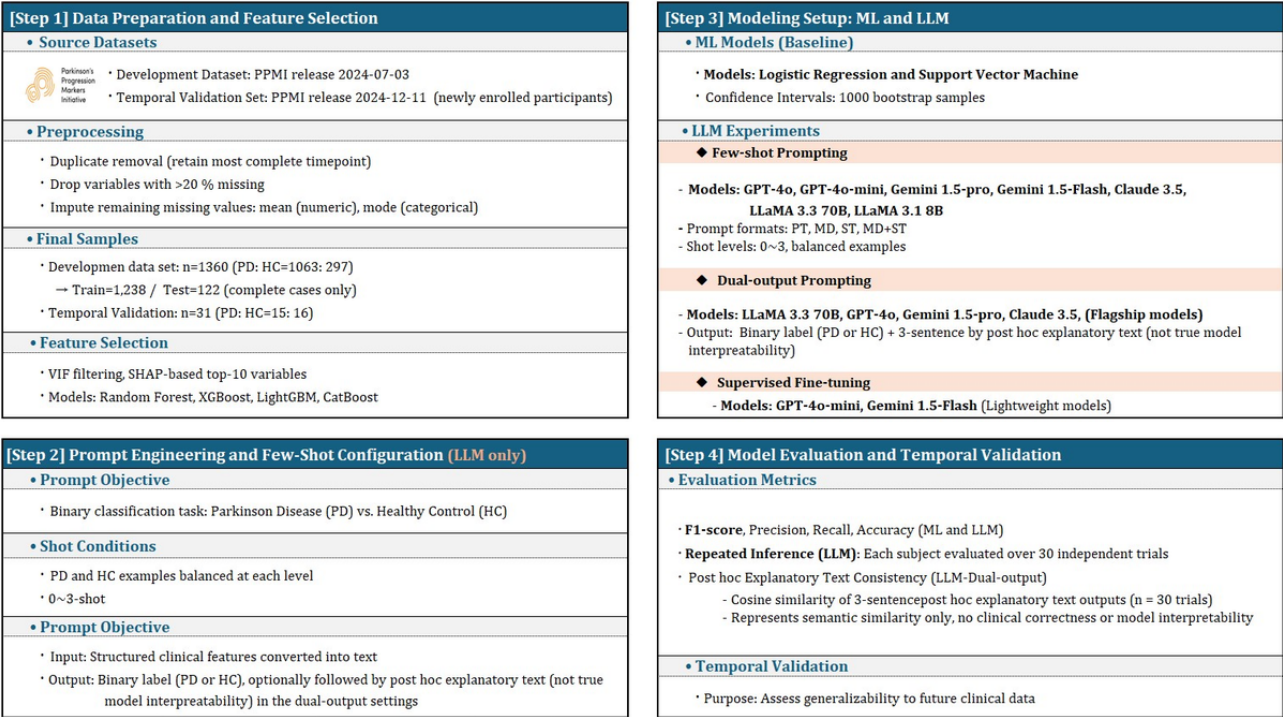 [Step 1] Data Preparation and Feature Selection
• Source Datasets
Parkinson's
Progression
Markers
Initiative
· Development Dataset: PPMI release 2024-07-03
· Temporal Validation Set: PPMI release 2024-12-11 (newly enrolled participants)
• Preprocessing
· Duplicate removal (retain most complete timepoint)
· Drop variables with >20 % missing
· Impute remaining missing values: mean (numeric), mode (categorical)
• Final Samples
· Developmen data set: n=1360 (PD: HC=1063: 297)
→ Train=1,238 / Test=122 (complete cases only)
· Temporal Validation: n=31 (PD: HC=15: 16)
• Feature Selection
· VIF filtering, SHAP-based top-10 variables
· Models: Random Forest, XGBoost, LightGBM, CatBoost
[Step 2] Prompt Engineering and Few-Shot Configuration (LLM only)
• Prompt Objective
· Binary classification task: Parkinson Disease (PD) vs. Healthy Control (HC)
• Shot Conditions
· PD and HC examples balanced at each level
· 0~3-shot
• Prompt Objective
· Input: Structured clinical features converted into text
· Output: Binary label (PD or HC), optionally followed by post hoc explanatory text (not true
model interpreatability) in the dual-output settings
[Step 3] Modeling Setup: ML and LLM
• ML Models (Baseline)
· Models: Logistic Regression and Support Vector Machine
· Confidence Intervals: 1000 bootstrap samples
• LLM Experiments
◆ Few-shot Prompting
- Models: GPT-4o, GPT-4o-mini, Gemini 1.5-pro, Gemini 1.5-Flash, Claude 3.5,
LLaMA 3.3 70B, LLaMA 3.1 8B
- Prompt formats: PT, MD, ST, MD+ST
- Shot levels: 0~3, balanced examples
◆ Dual-output Prompting
- Models: LLaMA 3.3 70B, GPT-4o, Gemini 1.5-pro, Claude 3.5, (Flagship models)
- Output: Binary label (PD or HC) + 3-sentence by post hoc explanatory text (not true model
interpreatability)
◆ Supervised Fine-tuning
- Models: GPT-4o-mini, Gemini 1.5-Flash (Lightweight models)
[Step 4] Model Evaluation and Temporal Validation
• Evaluation Metrics
· F1-score, Precision, Recall, Accuracy (ML and LLM)
· Repeated Inference (LLM): Each subject evaluated over 30 independent trials
· Post hoc Explanatory Text Consistency (LLM-Dual-output)
- Cosine similarity of 3-sentencepost hoc explanatory text outputs (n = 30 trials)
- Represents semantic similarity only, no clinical correctness or model interpretability
• Temporal Validation
· Purpose: Assess generalizability to future clinical data